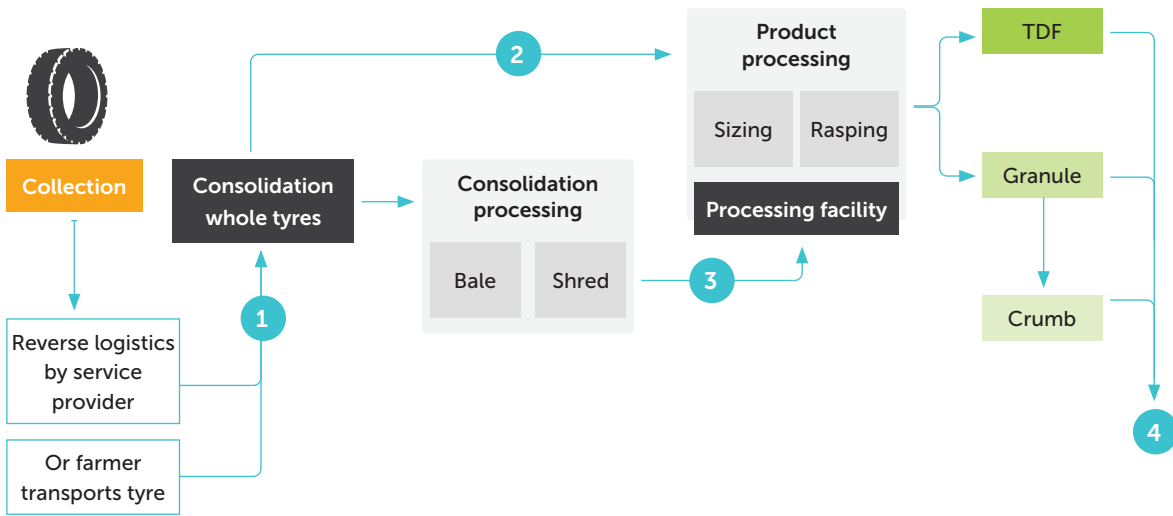 Collection
Reverse logistics
by service
provider
Or farmer
transports tyre
1
Consolidation
whole tyres
2
Consolidation
processing
Bale
Shred
3
Product
processing
Sizing
Rasping
Processing facility
TDF
Granule
Crumb
4